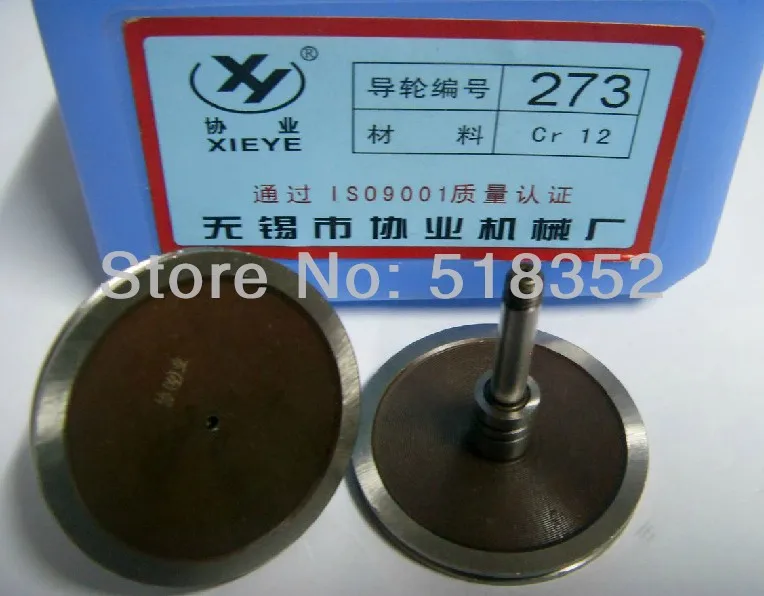 XY®
协业
XIEYE
导轮编号 273
材料 Cr 12
通过 ISO9001质量认证
无锡市协业机械厂
Store No: 518352